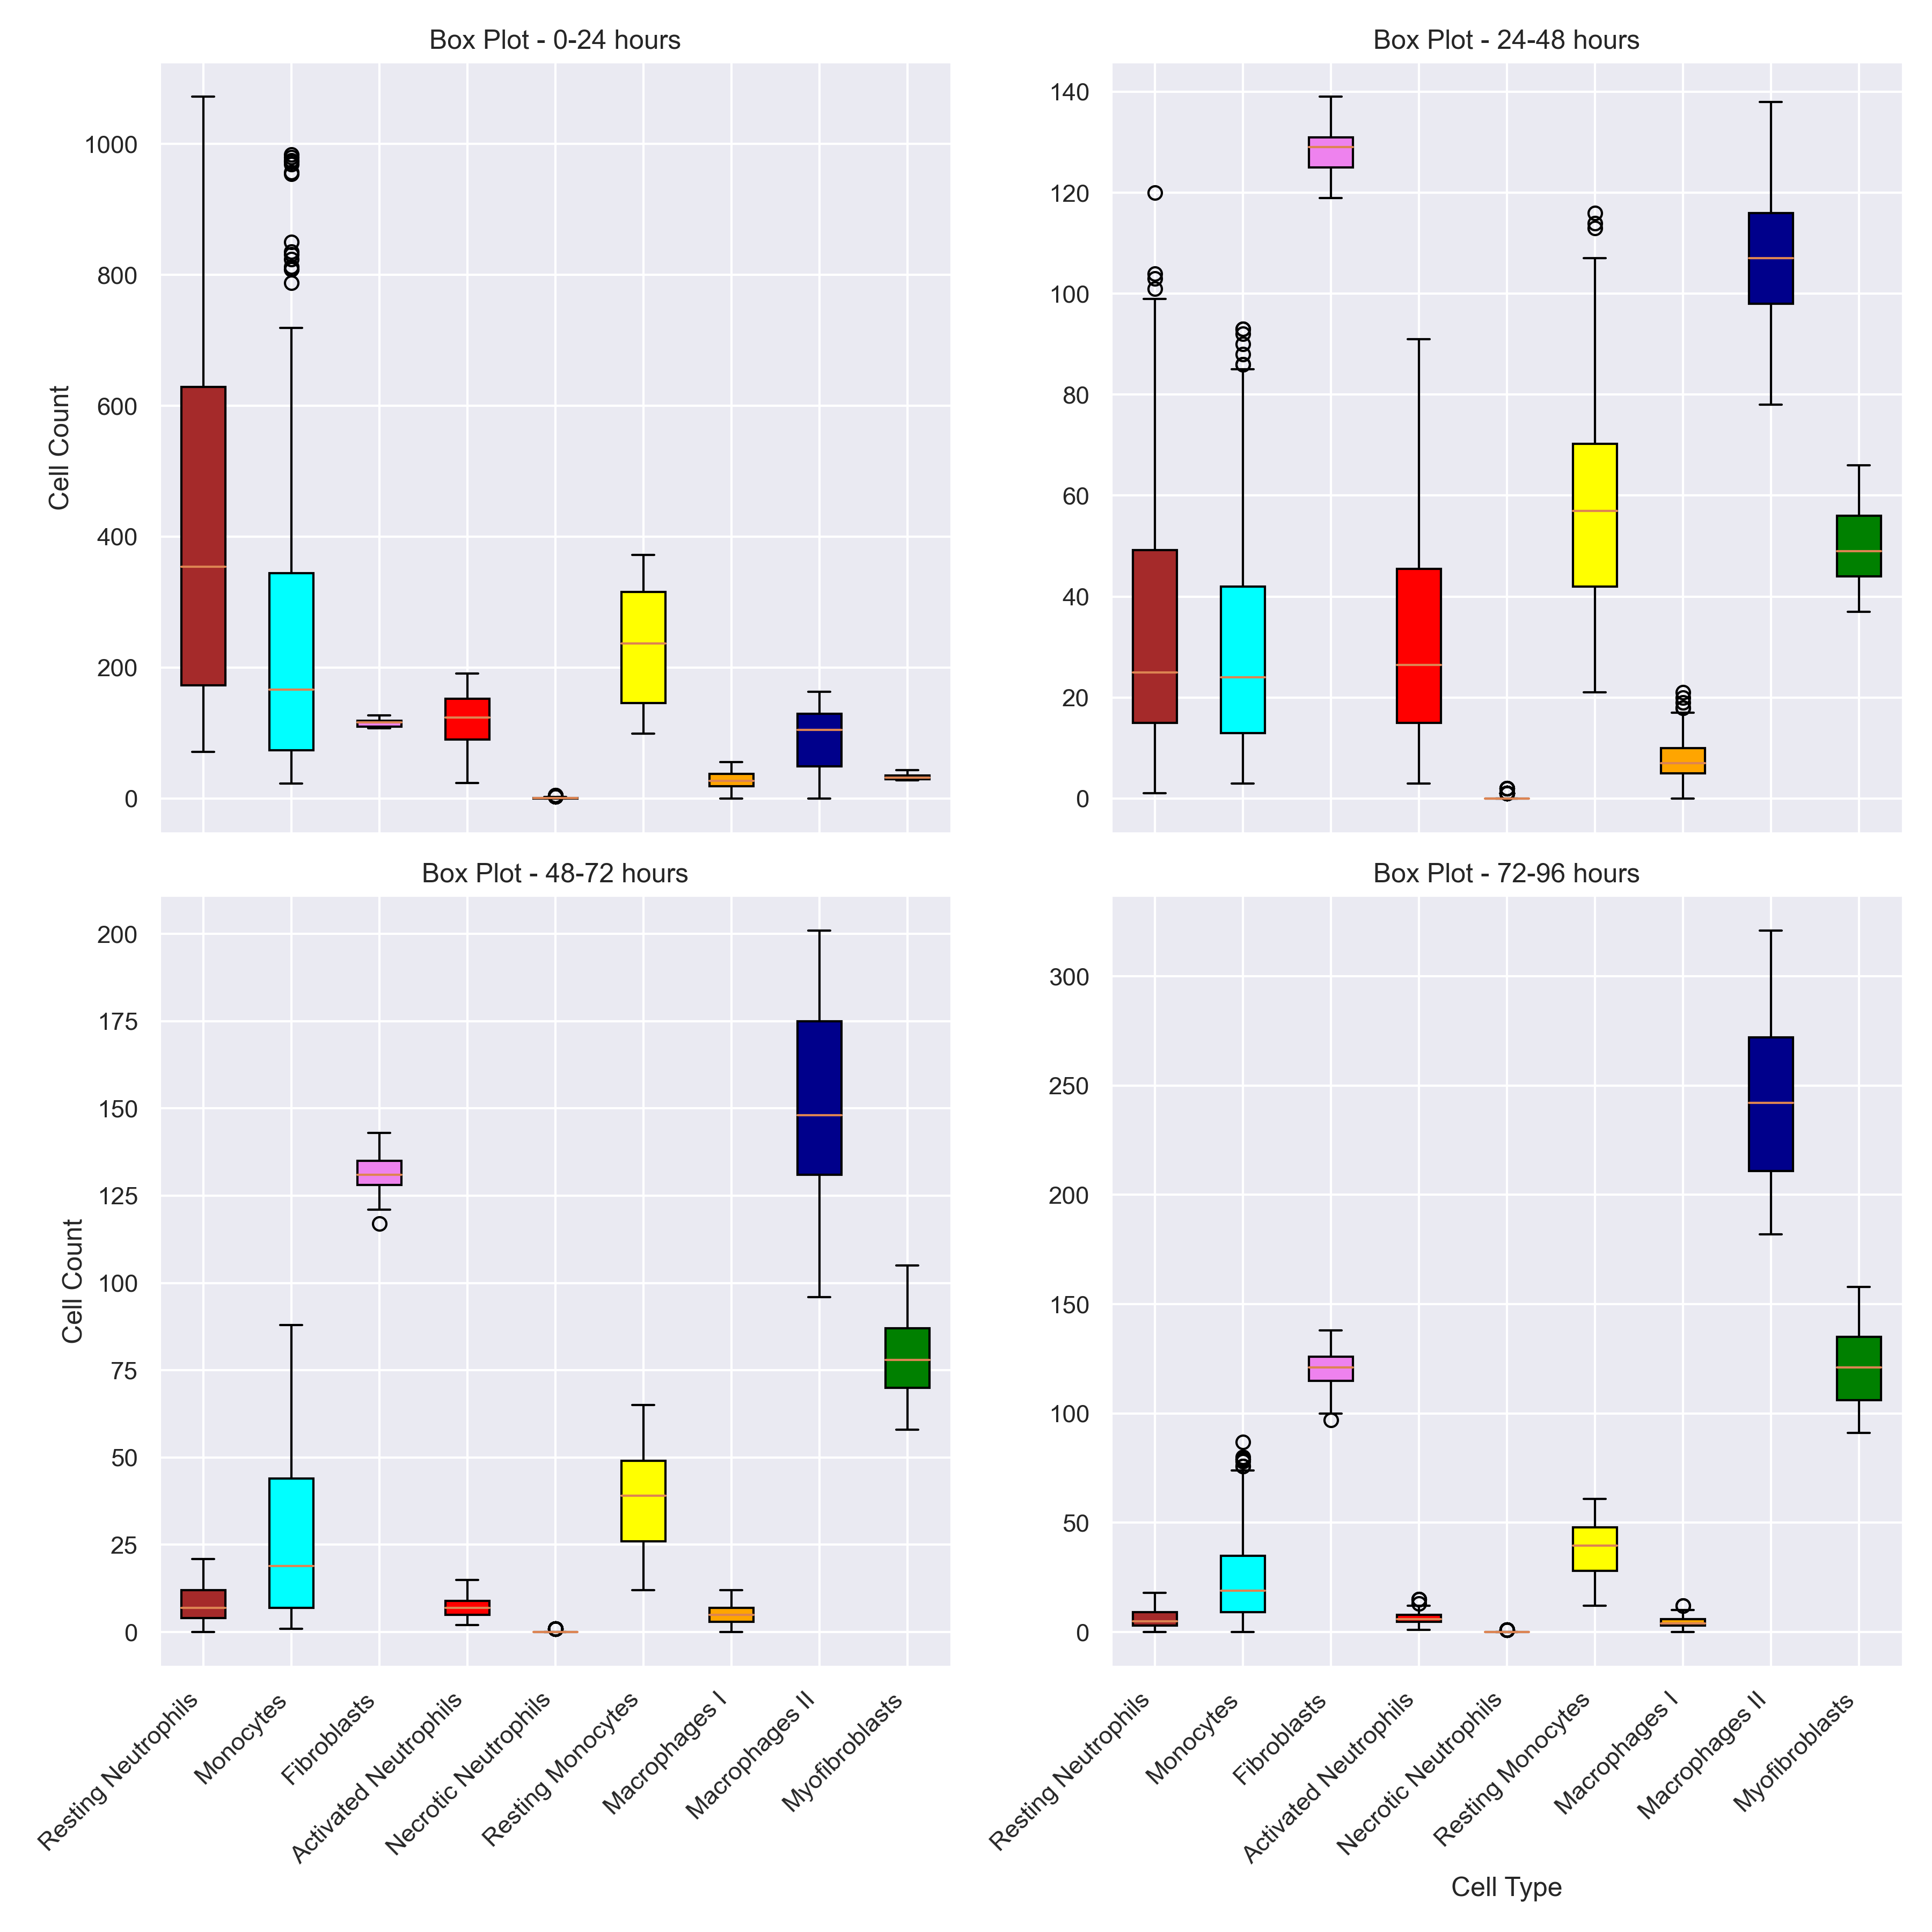 Box Plot - 0-24 hours
Box Plot - 24-48 hours
Cell Count
1000
800
600
400
200
0
140
120
100
80
60
40
20
0
Box Plot - 48-72 hours
Box Plot - 72-96 hours
Cell Count
200
175
150
125
100
75
50
25
0
300
250
200
150
100
50
0
Resting Neutrophils
Monocytes
Fibroblasts
Activated Neutrophils
Necrotic Neutrophils
Resting Monocytes
Macrophages I
Macrophages II
Myofibroblasts
Resting Neutrophils
Monocytes
Fibroblasts
Activated Neutrophils
Necrotic Neutrophils
Resting Monocytes
Macrophages I
Macrophages II
Myofibroblasts
Cell Type